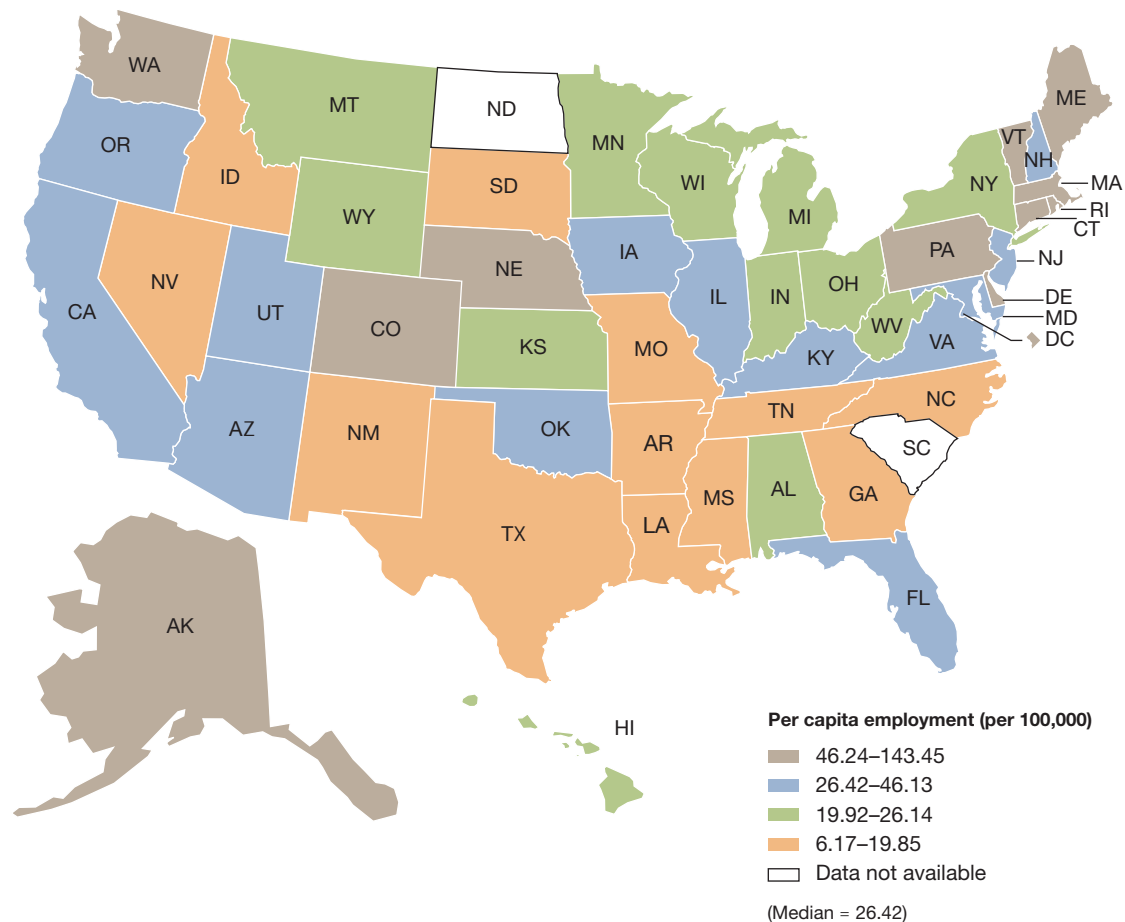 WA
MT
ND
MN
ME
VT
NH
OR
ID
SD
WI
MI
NY
MA
RI
CT
WY
NE
IA
PA
NJ
NV
UT
CO
IL
IN
OH
WV
DE
MD
DC
CA
KS
MO
KY
VA
AZ
NM
OK
AR
TN
NC
SC
TX
LA
MS
AL
GA
FL
AK
HI
Per capita employment (per 100,000)
46.24–143.45
26.42–46.13
19.92–26.14
6.17–19.85
Data not available
(Median = 26.42)